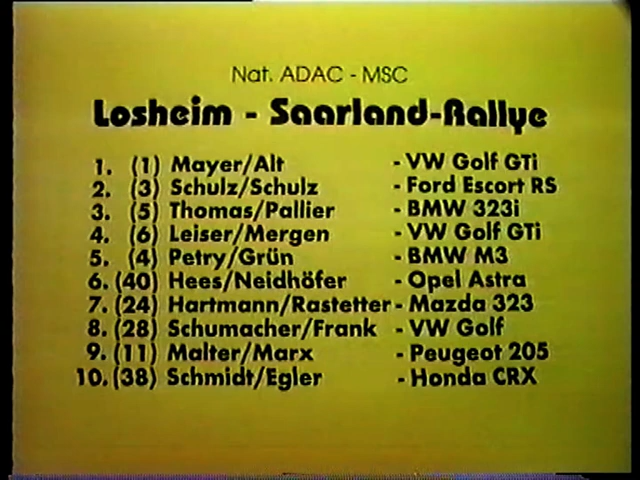 Nat. ADAC - MSC
Losheim - Saarland-Rallye
1. (1) Mayer/Alt - VW Golf GTi
2. (3) Schulz/Schulz - Ford Escort RS
3. (5) Thomas/Pallier - BMW 323i
4. (6) Leiser/Mergen - VW Golf GTi
5. (4) Petry/Grün - BMW M3
6. (40) Hees/Neidhöfer - Opel Astra
7. (24) Hartmann/Rastetter - Mazda 323
8. (28) Schumacher/Frank - VW Golf
9. (11) Malter/Marx - Peugeot 205
10. (38) Schmidt/Egler - Honda CRX